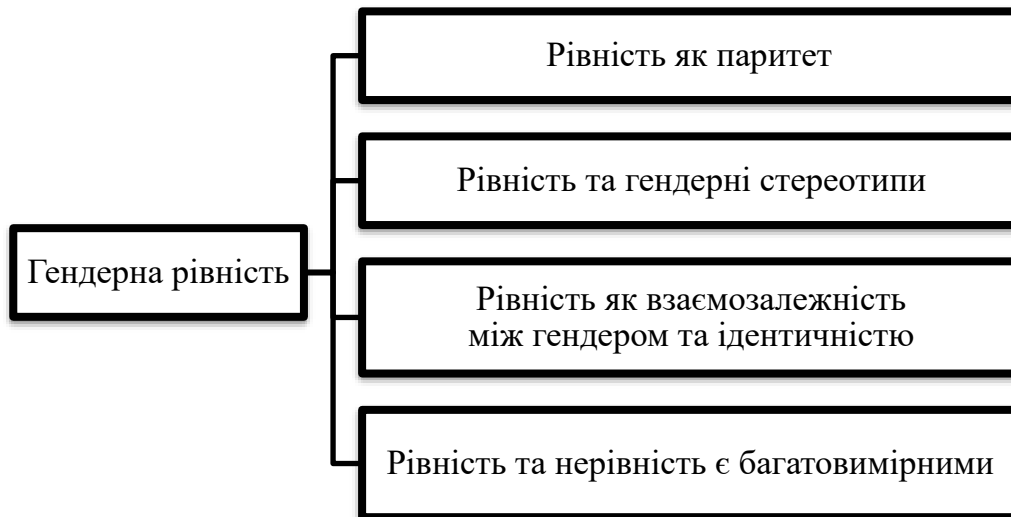 Рівність як паритет
Рівність та гендерні стереотипи
Гендерна рівність
Рівність як взаємозалежність
між гендером та ідентичністю
Рівність та нерівність є багатовимірними